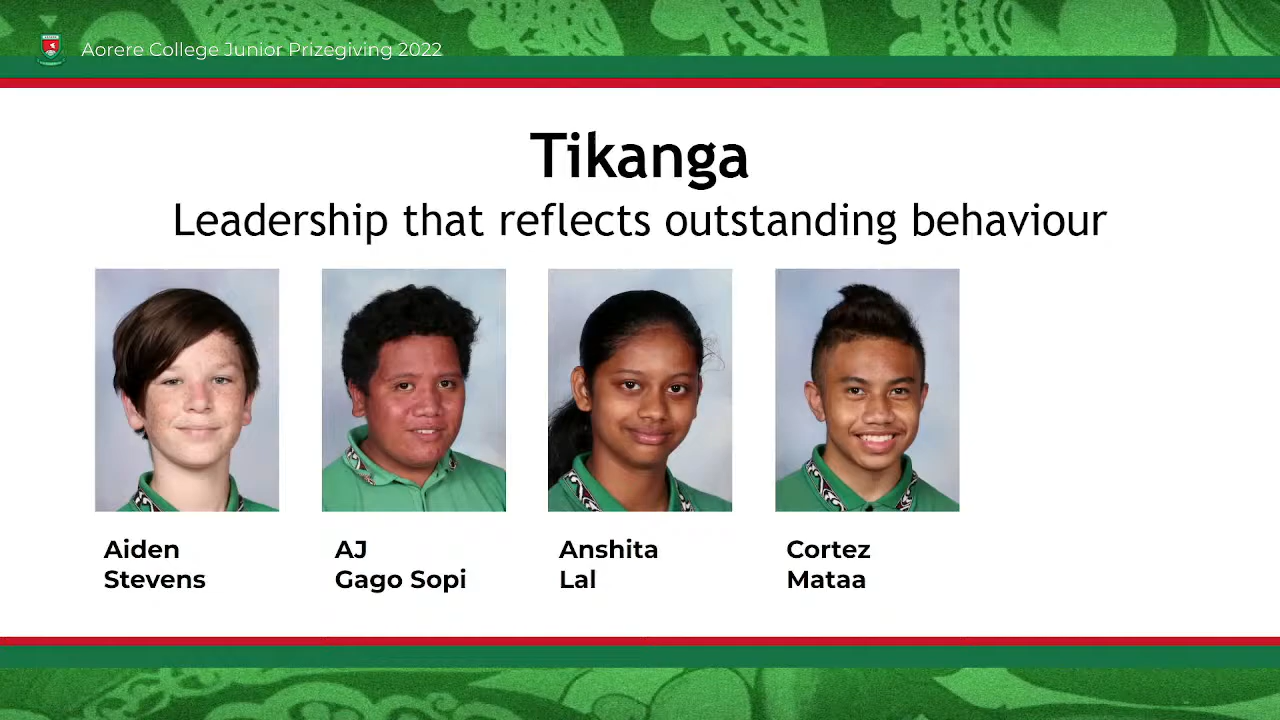 Aorere College Junior Prizegiving 2022
Tikanga
Leadership that reflects outstanding behaviour
Aiden
Stevens
AJ
Gago Sopi
Anshita
Lal
Cortez
Mataa